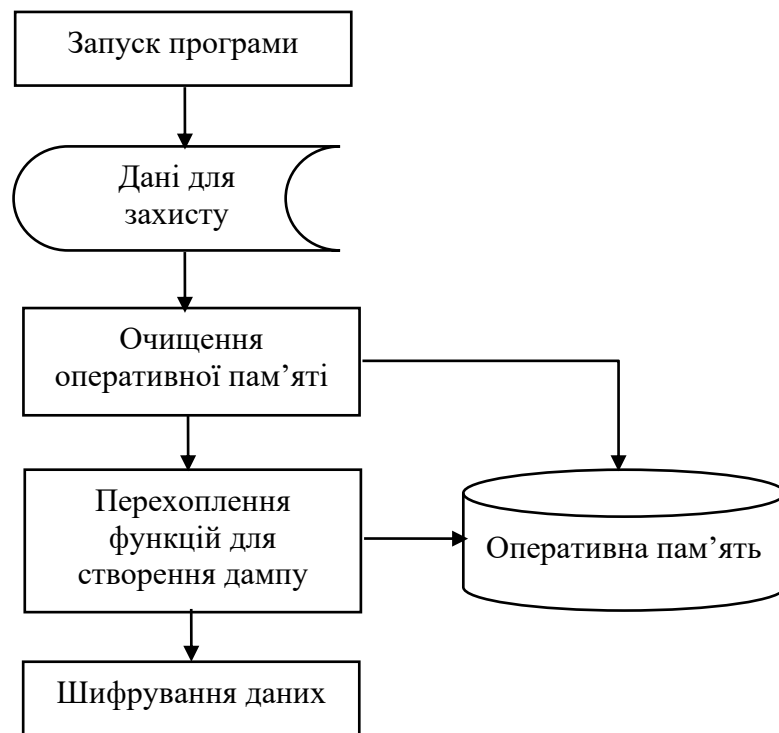 Запуск програми
Дані для
захисту
Очищення
оперативної пам’яті
Перехоплення
функцій для
створення дампу
Оперативна пам’ять
Шифрування даних